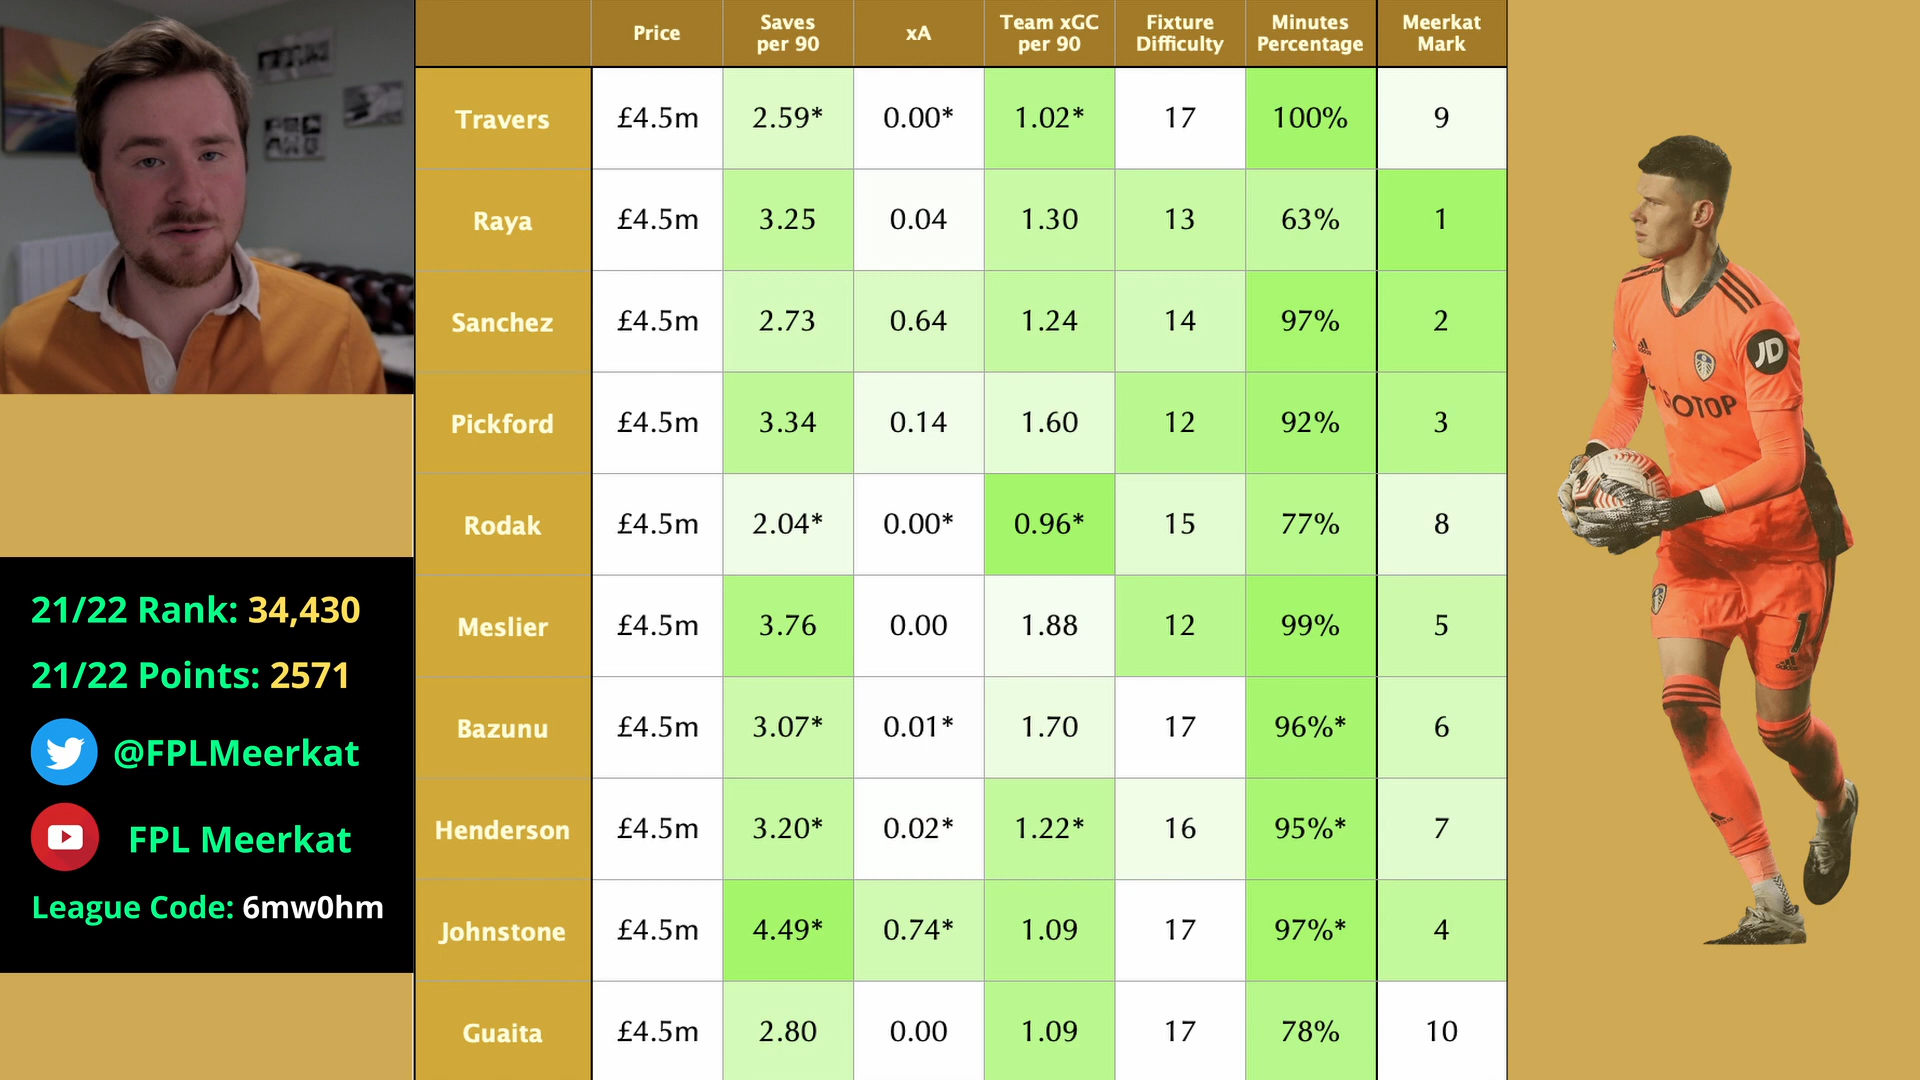 Price
Saves
per 90
xA
Team xGC
per 90
Fixture
Difficulty
Minutes
Percentage
Meerkat
Mark
Travers £4.5m 2.59* 0.00* 1.02* 17 100% 9
Raya £4.5m 3.25 0.04 1.30 13 63% 1
Sanchez £4.5m 2.73 0.64 1.24 14 97% 2
Pickford £4.5m 3.34 0.14 1.60 12 92% 3
Rodak £4.5m 2.04* 0.00* 0.96* 15 77% 8
Meslier £4.5m 3.76 0.00 1.88 12 99% 5
Bazunu £4.5m 3.07* 0.01* 1.70 17 96%* 6
Henderson £4.5m 3.20* 0.02* 1.22* 16 95%* 7
Johnstone £4.5m 4.49* 0.74* 1.09 17 97%* 4
Guaita £4.5m 2.80 0.00 1.09 17 78% 10
21/22 Rank: 34,430
21/22 Points: 2571
@FPLMeerkat
FPL Meerkat
League Code: 6mw0hm
JD
OTOP
1